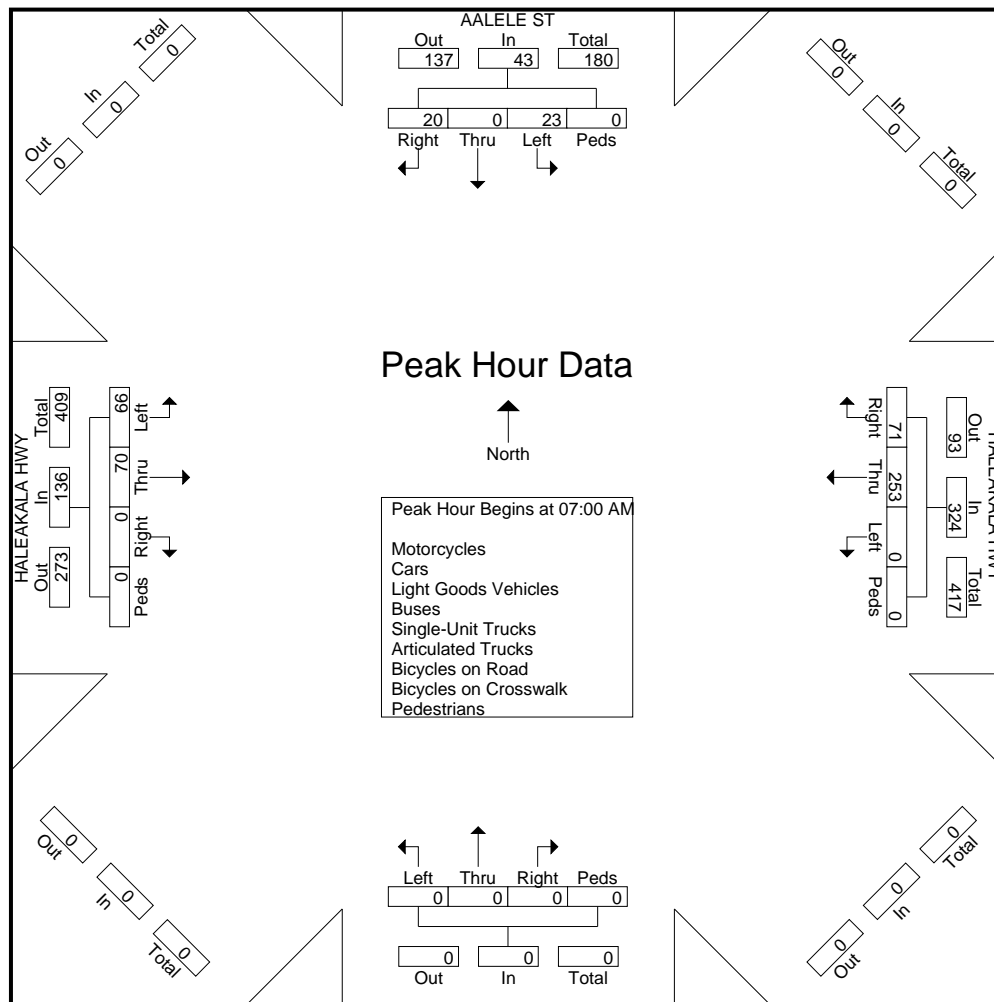 AALELE ST
Out In Total
137 43 180
20 0 23 0
Right Thru Left Peds
Total
0
In
0
Out
0
Out
0
In
0
Total
0
Peak Hour Data
North
Peak Hour Begins at 07:00 AM
Motorcycles
Cars
Light Goods Vehicles
Buses
Single-Unit Trucks
Articulated Trucks
Bicycles on Road
Bicycles on Crosswalk
Pedestrians
HALEAKALA HWY
Out In Total
273 136 409
0 0 70 66
Peds Right Thru Left
HALEAKALA HWY
Out In Total
93 324 417
71 253 0 0
Right Thru Left Peds
0
Out
0
In
0
Total
Left Thru Right Peds
0 0 0 0
0 0 0
Out In Total
0
Total
0
In
0
Out